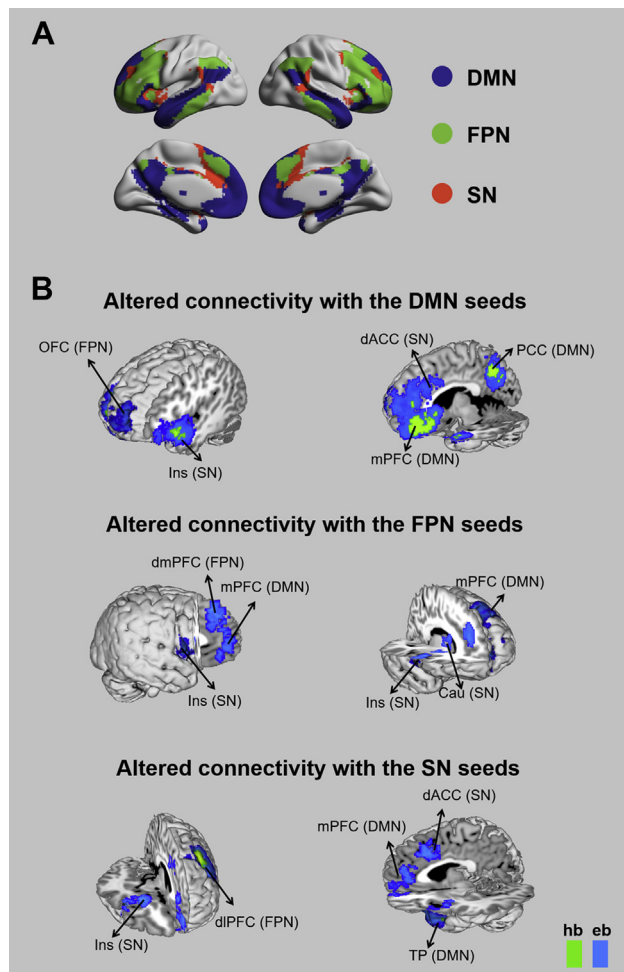 A
DMN
FPN
SN
B
Altered connectivity with the DMN seeds
OFC (FPN)
dACC (SN)
PCC (DMN)
Ins (SN)
mPFC (DMN)
Altered connectivity with the FPN seeds
dmPFC (FPN)
mPFC (DMN)
mPFC (DMN)
Ins (SN)
Ins (SN)
Cau (SN)
Altered connectivity with the SN seeds
dACC (SN)
mPFC (DMN)
dlPFC (FPN)
Ins (SN)
TP (DMN)
hb eb